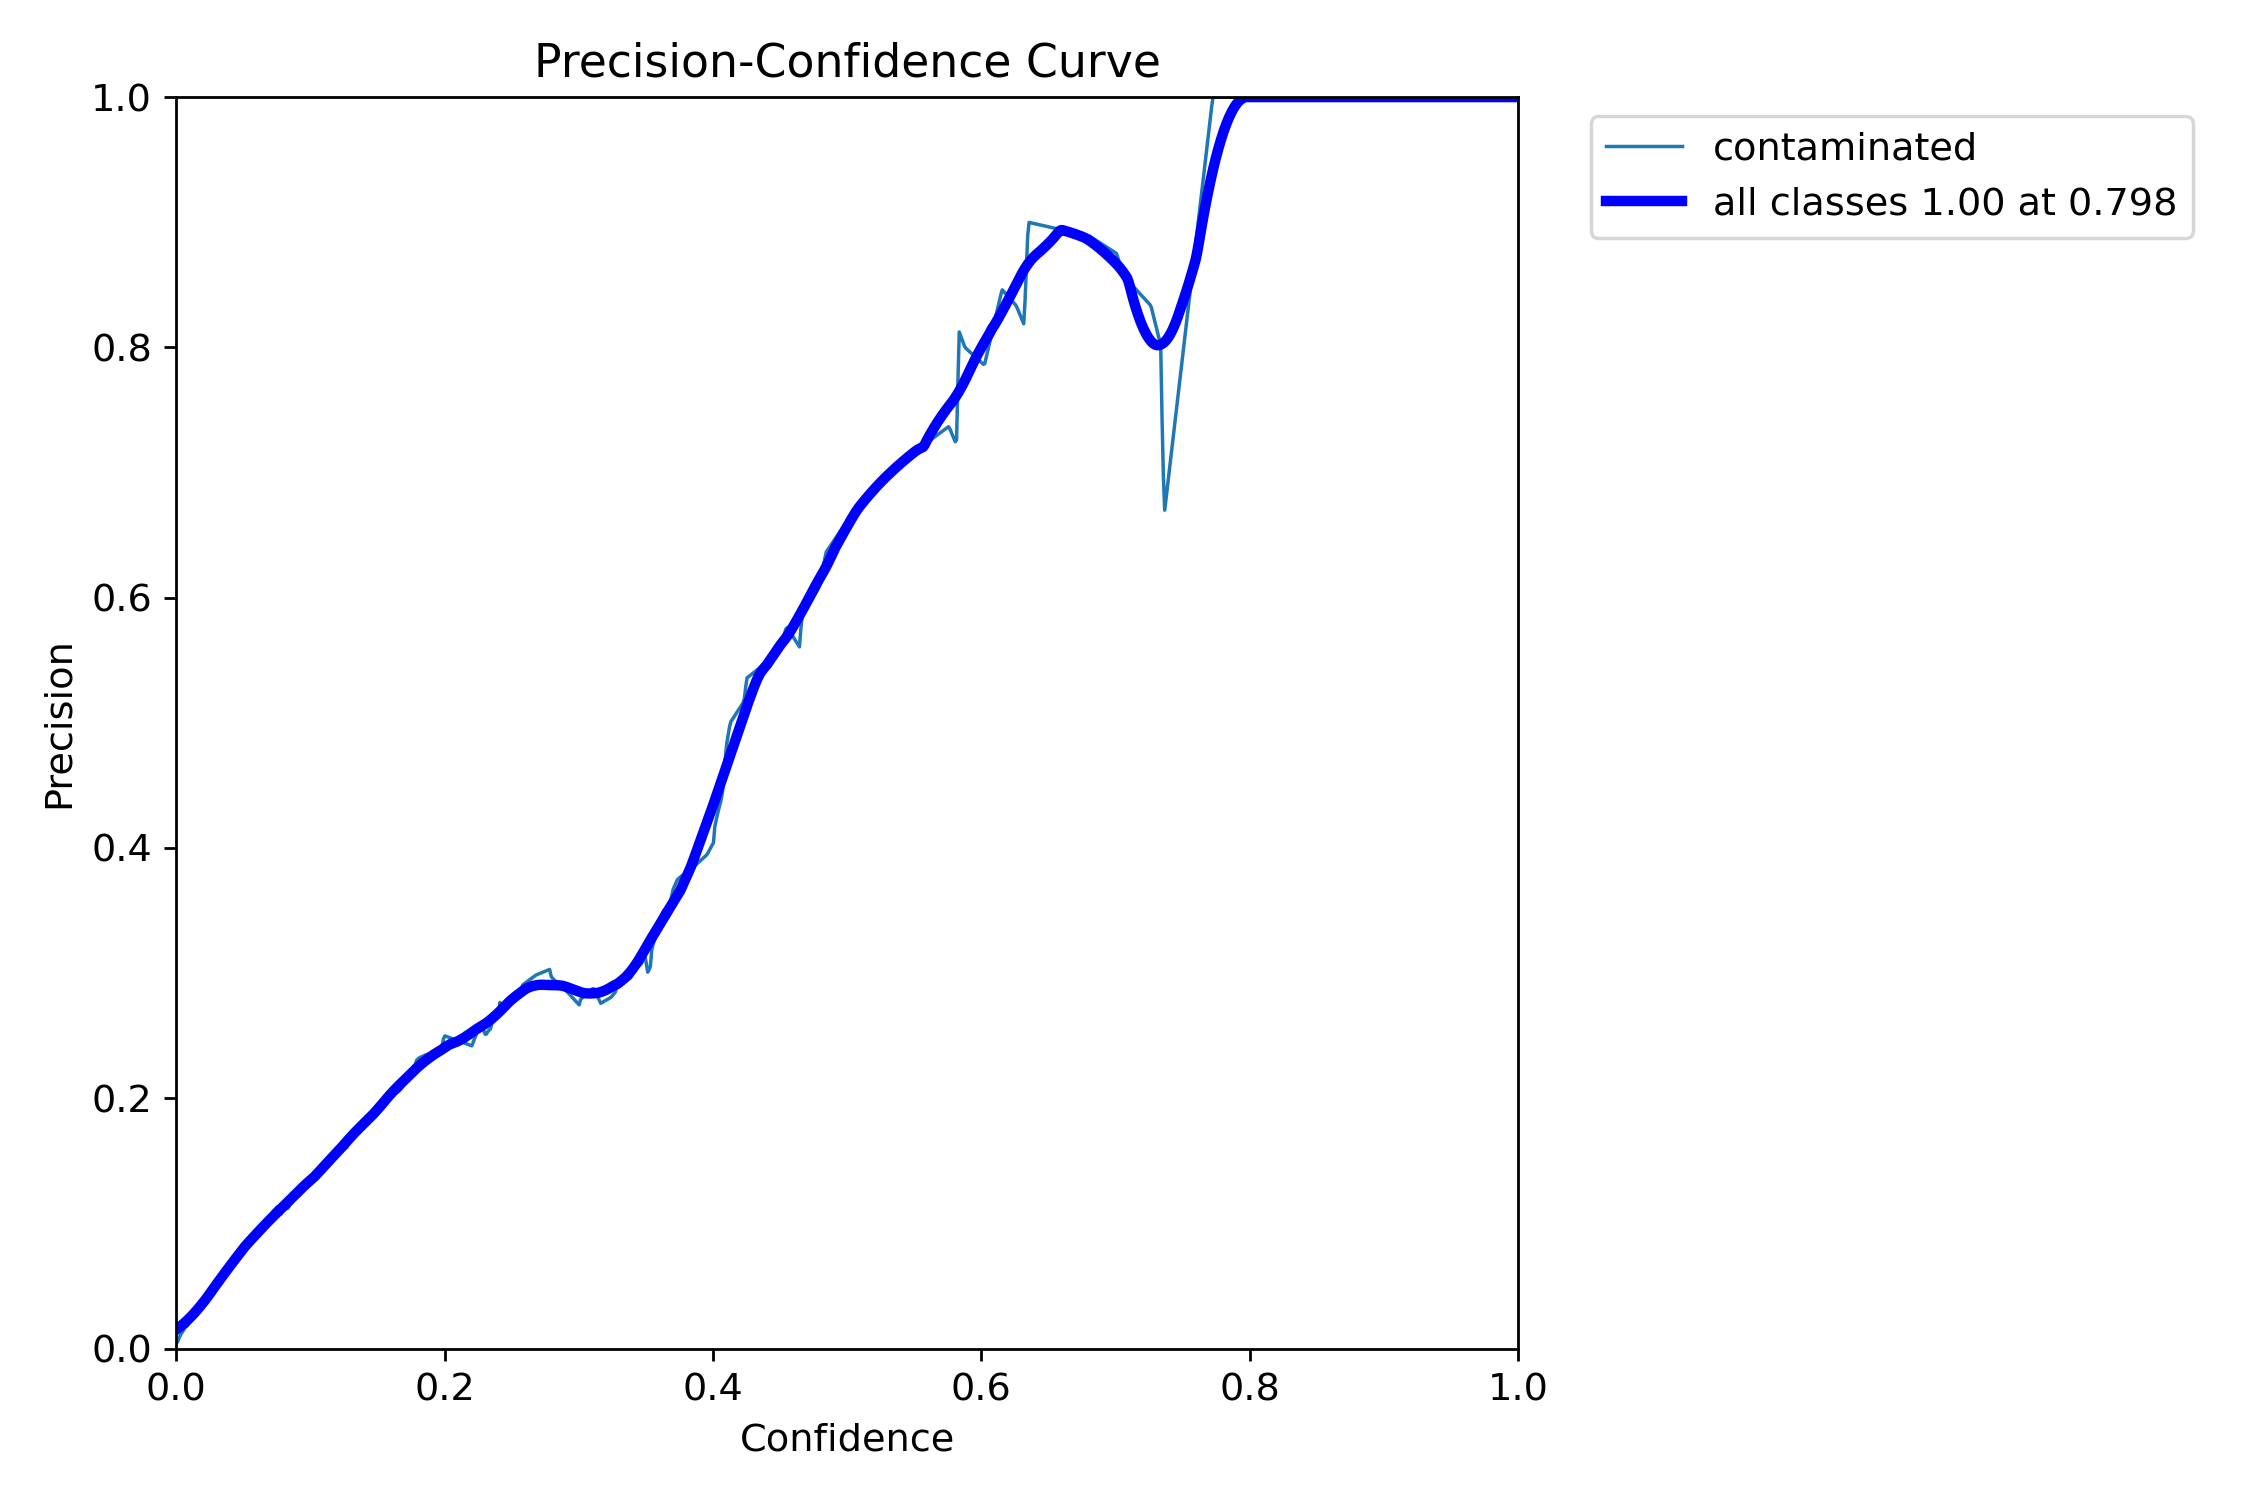 Precision-Confidence Curve
contaminated
all classes 1.00 at 0.798
Precision
1.0
0.8
0.6
0.4
0.2
0.0
0.0 0.2 0.4 0.6 0.8 1.0
Confidence